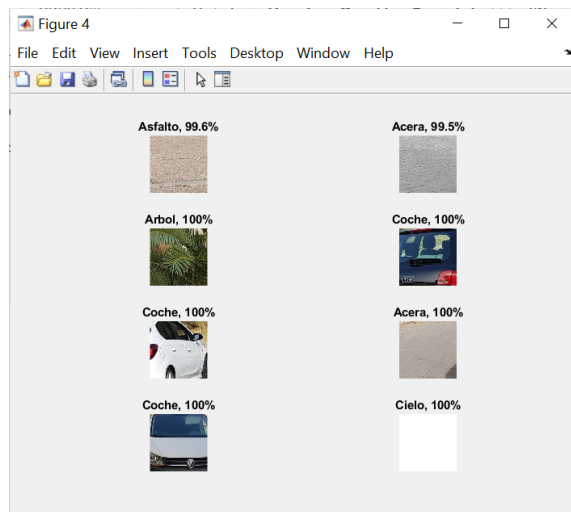 Figure 4
File Edit View Insert Tools Desktop Window Help
Asfalto, 99.6%
Acera, 99.5%
Arbol, 100%
Coche, 100%
Coche, 100%
Acera, 100%
Coche, 100%
Cielo, 100%